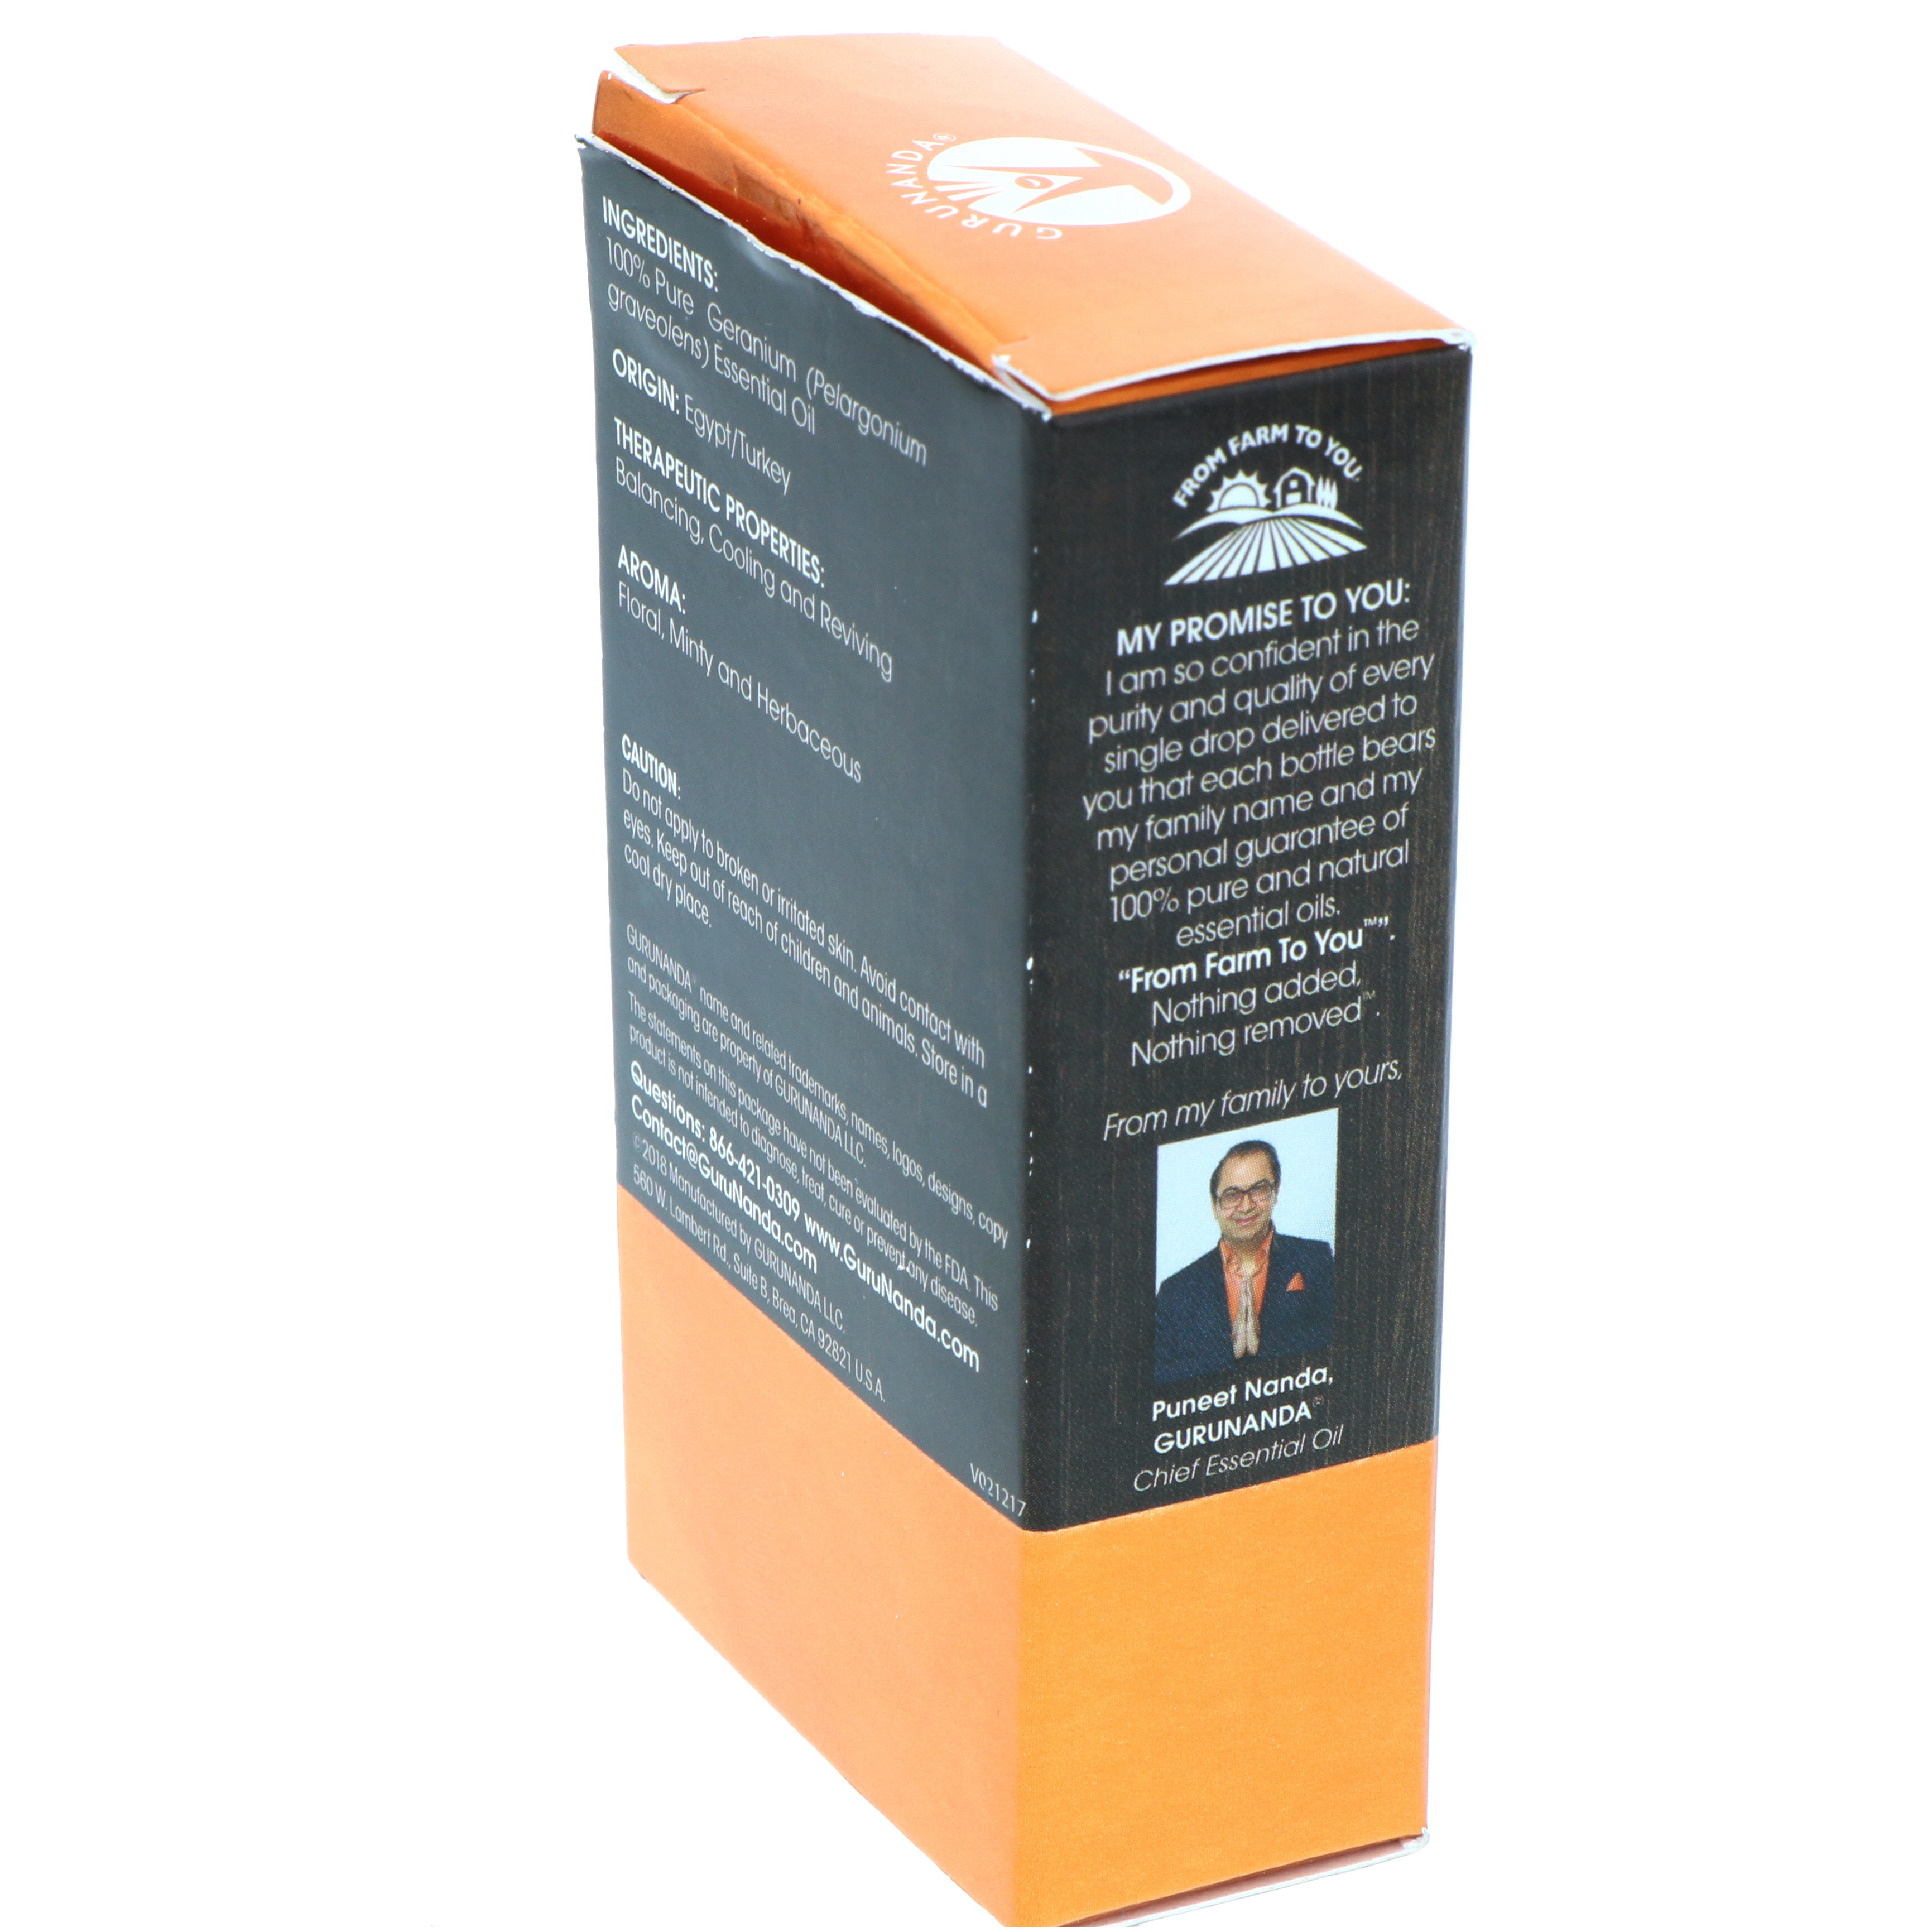 GURUNANDA®
INGREDIENTS:
100% Pure Geranium (Pelargonium
graveolens) Essential Oil
ORIGIN: Egypt/Turkey
THERAPEUTIC PROPERTIES:
Balancing, Cooling and Reviving
AROMA:
Floral, Minty and Herbaceous
CAUTION:
Do not apply to broken or irritated skin. Avoid contact with
eyes. Keep out of reach of children and animals. Store in a
cool dry place.
GURUNANDA® name and related trademarks, names, logos, designs, copy
and packaging are property of GURUNANDA LLC.
The statements on this package have not been evaluated by the FDA. This
product is not intended to diagnose, treat, cure or prevent any disease.
Questions: 866-421-0309 www.GuruNanda.com
Contact@GuruNanda.com
©2018 Manufactured by GURUNANDA LLC.
560 W. Lambert Rd., Suite B, Brea, CA 92821 U.S.A.
V021217
FROM FARM TO YOU
MY PROMISE TO YOU:
I am so confident in the
purity and quality of every
single drop delivered to
you that each bottle bears
my family name and my
personal guarantee of
100% pure and natural
essential oils.
“From Farm To You™”.
Nothing added,
Nothing removed™.
From my family to yours,
Puneet Nanda,
GURUNANDA®
Chief Essential Oil